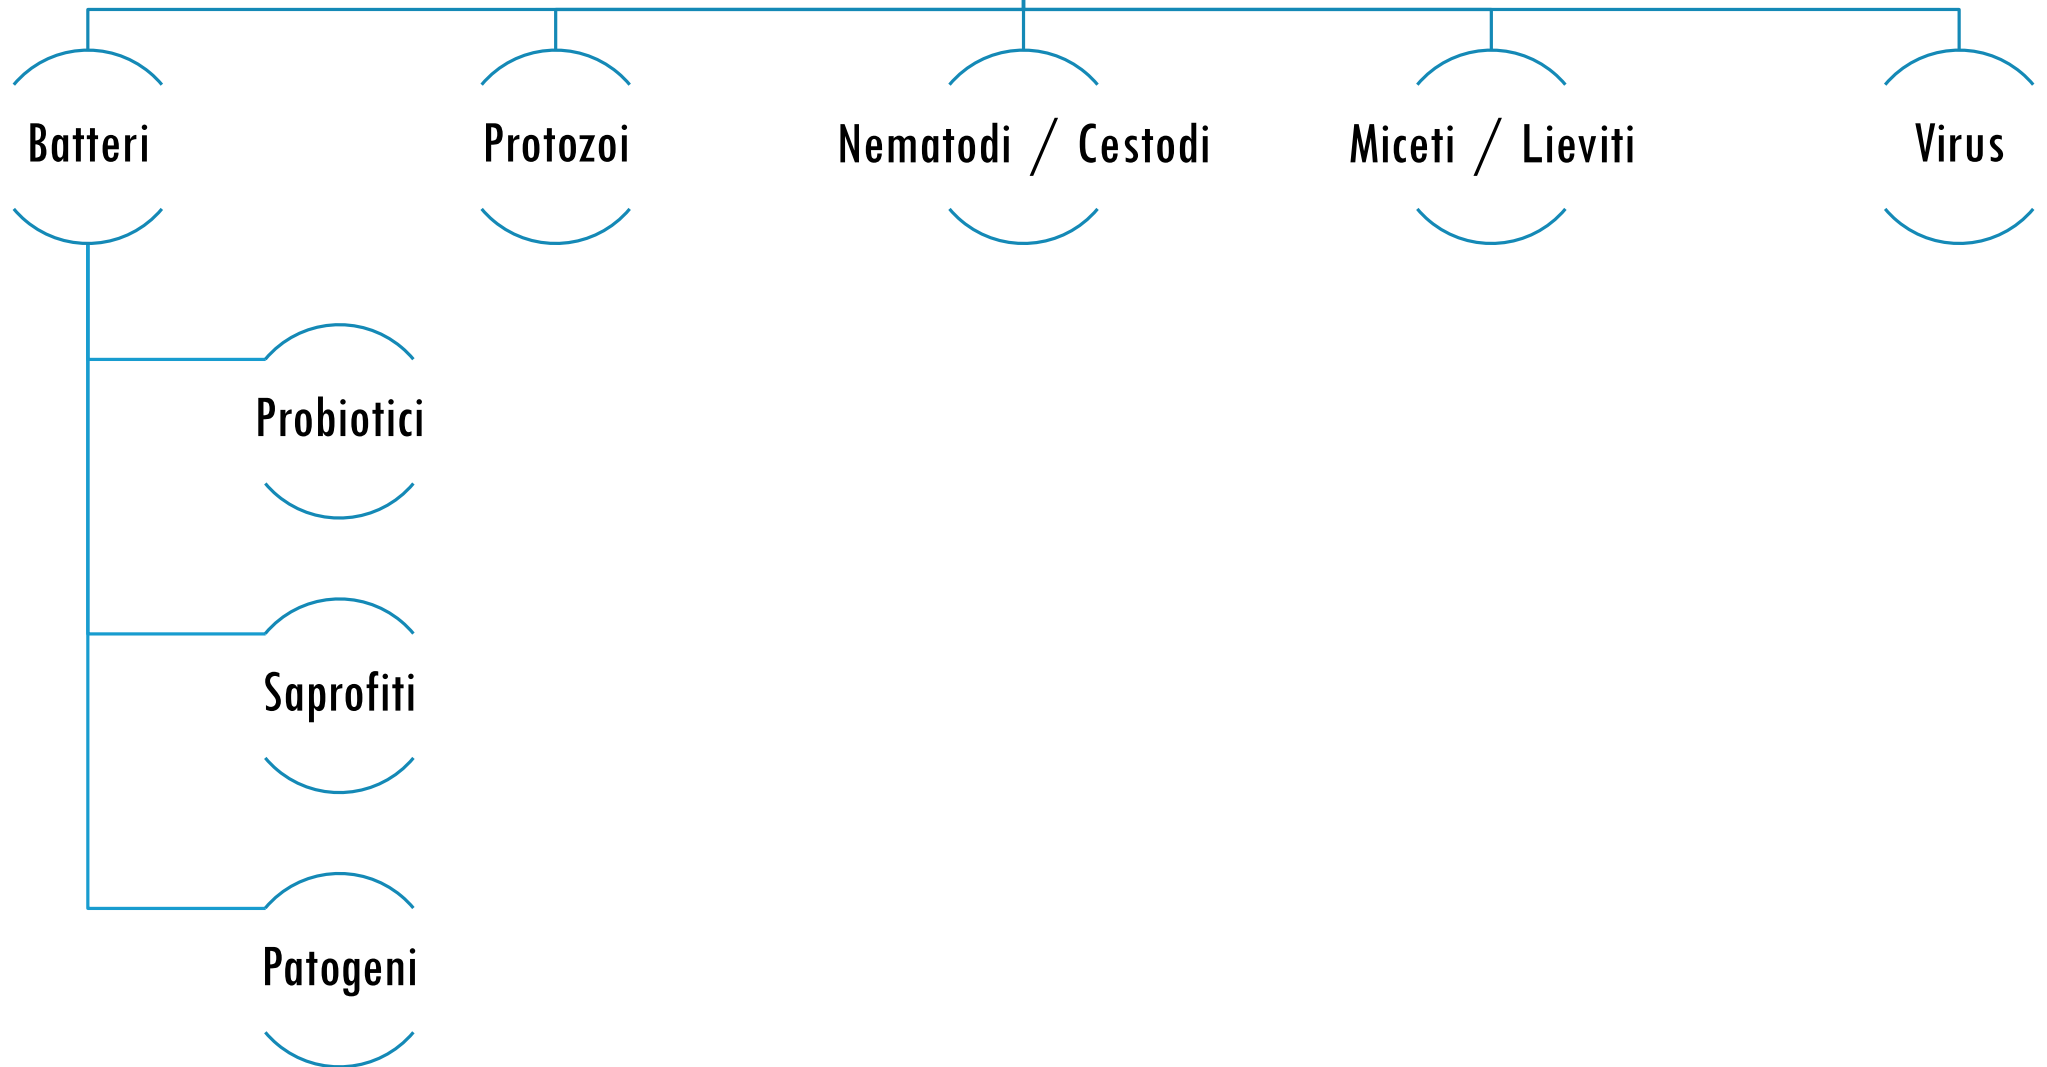 Batteri
Protozoi
Nematodi / Cestodi
Miceti / Lieviti
Virus
Probiotici
Saprofiti
Patogeni